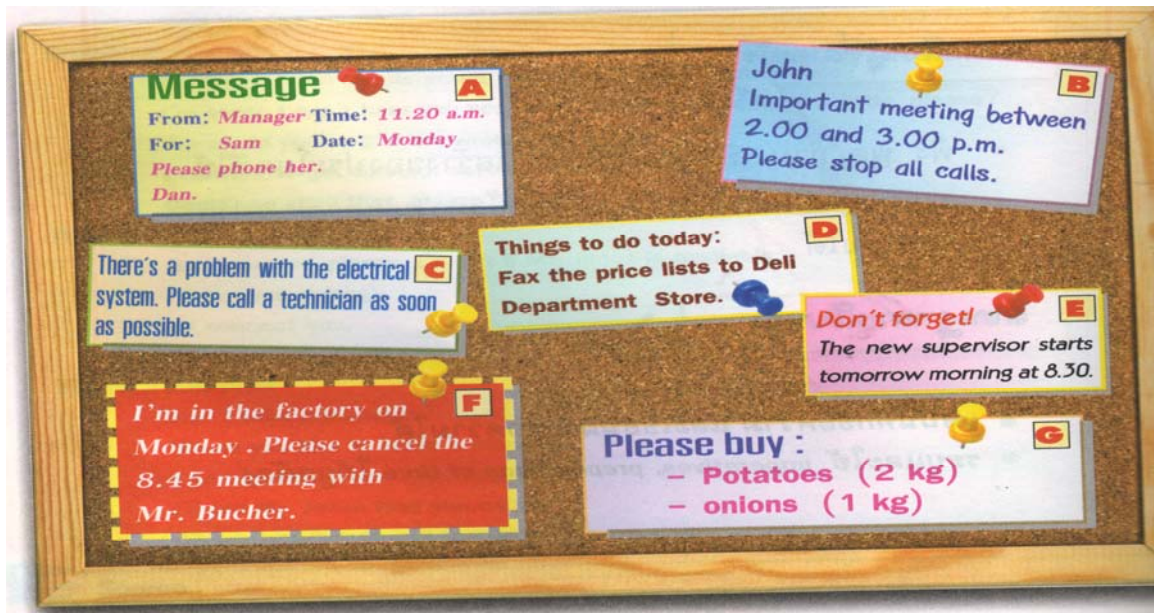 Message
A
From: Manager Time: 11.20 a.m.
For: Sam Date: Monday
Please phone her.
Dan.
B
John
Important meeting between
2.00 and 3.00 p.m.
Please stop all calls.
C
There's a problem with the electrical
system. Please call a technician as soon
as possible.
D
Things to do today:
Fax the price lists to Deli
Department Store.
E
Don't forget!
The new supervisor starts
tomorrow morning at 8.30.
F
I'm in the factory on
Monday . Please cancel the
8.45 meeting with
Mr. Bucher.
G
Please buy :
– Potatoes (2 kg)
– onions (1 kg)